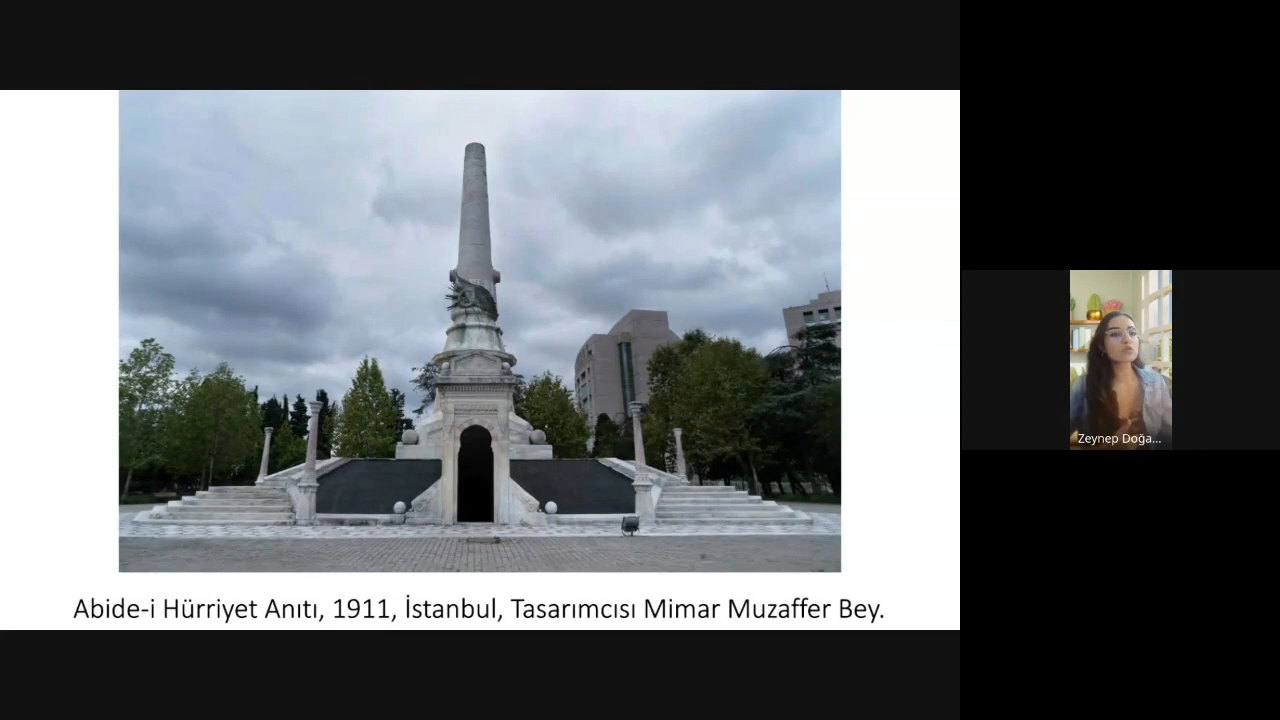 Abide-i Hürriyet Anıtı, 1911, İstanbul, Tasarımcısı Mimar Muzaffer Bey.
Zeynep Doğa...